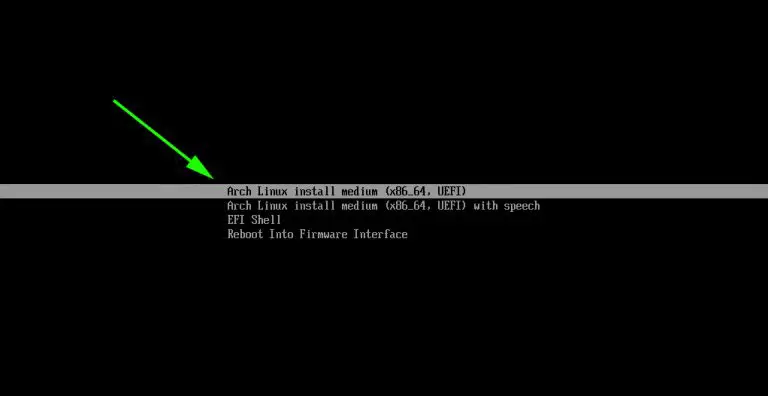 Arch Linux install medium (x86_64, UEFI)
Arch Linux install medium (x86_64, UEFI) with speech
EFI Shell
Reboot Into Firmware Interface